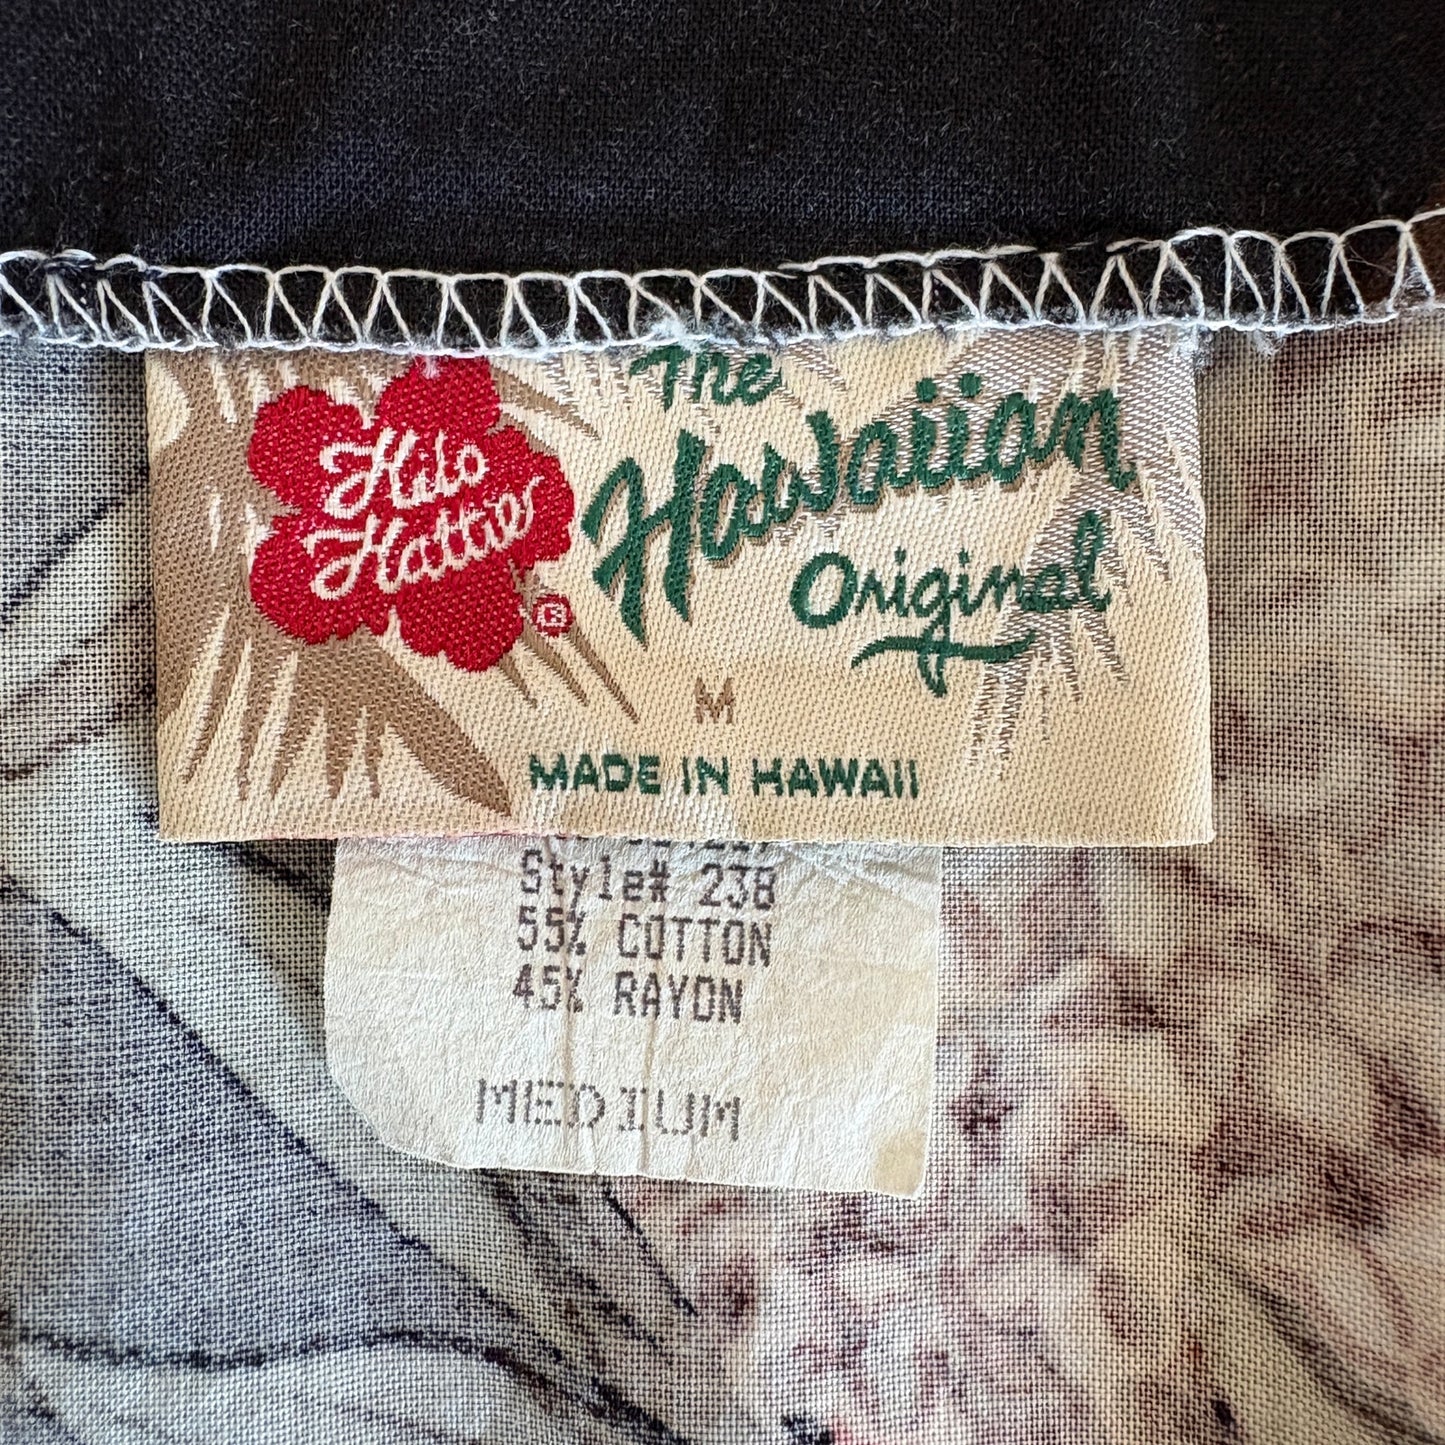 Hilo
Hattie
®
The
Hawaiian
Original
M
MADE IN HAWAII
Style# 238
55% COTTON
45% RAYON
MEDIUM